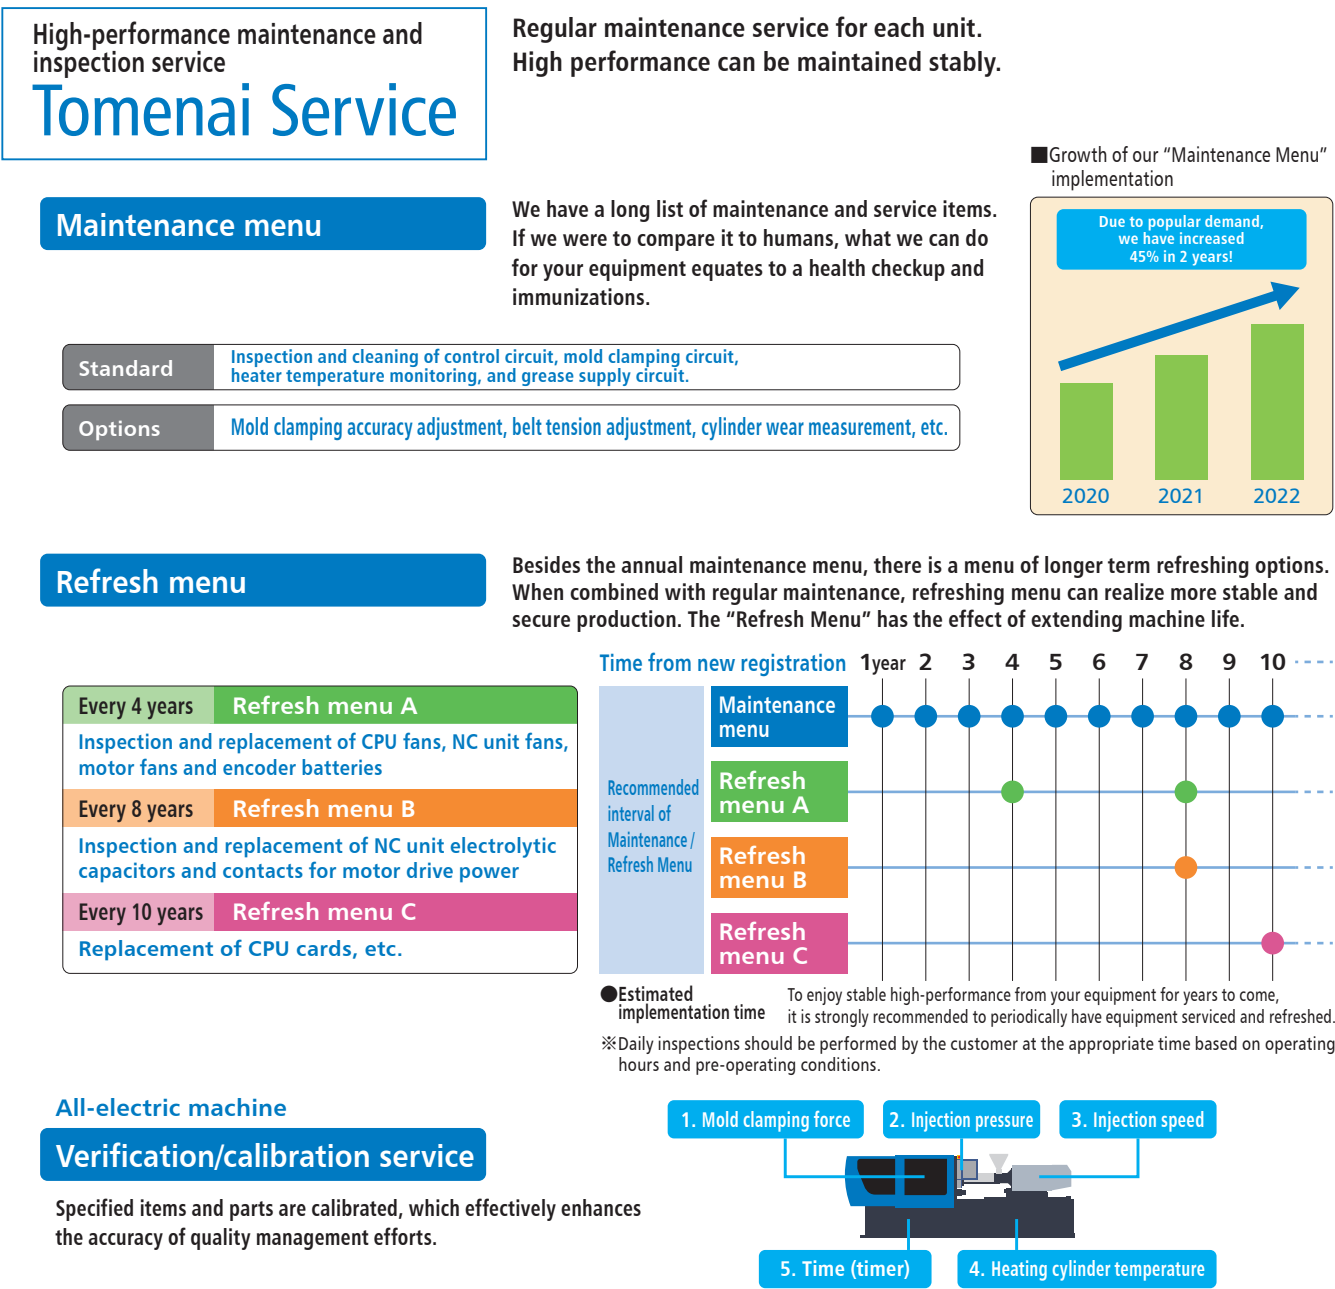 High-performance maintenance and
inspection service
Tomenai Service
Regular maintenance service for each unit.
High performance can be maintained stably.
■Growth of our “Maintenance Menu”
implementation
Due to popular demand,
we have increased
45% in 2 years!
2020 2021 2022
Maintenance menu
We have a long list of maintenance and service items.
If we were to compare it to humans, what we can do
for your equipment equates to a health checkup and
immunizations.
Standard
Inspection and cleaning of control circuit, mold clamping circuit,
heater temperature monitoring, and grease supply circuit.
Options
Mold clamping accuracy adjustment, belt tension adjustment, cylinder wear measurement, etc.
Refresh menu
Besides the annual maintenance menu, there is a menu of longer term refreshing options.
When combined with regular maintenance, refreshing menu can realize more stable and
secure production. The “Refresh Menu” has the effect of extending machine life.
Every 4 years Refresh menu A
Inspection and replacement of CPU fans, NC unit fans,
motor fans and encoder batteries
Every 8 years Refresh menu B
Inspection and replacement of NC unit electrolytic
capacitors and contacts for motor drive power
Every 10 years Refresh menu C
Replacement of CPU cards, etc.
Time from new registration 1year 2 3 4 5 6 7 8 9 10
Recommended
interval of
Maintenance /
Refresh Menu
Maintenance
menu
Refresh
menu A
Refresh
menu B
Refresh
menu C
●Estimated
implementation time
To enjoy stable high-performance from your equipment for years to come,
it is strongly recommended to periodically have equipment serviced and refreshed.
※Daily inspections should be performed by the customer at the appropriate time based on operating
hours and pre-operating conditions.
All-electric machine
Verification/calibration service
Specified items and parts are calibrated, which effectively enhances
the accuracy of quality management efforts.
1. Mold clamping force
2. Injection pressure
3. Injection speed
5. Time (timer)
4. Heating cylinder temperature